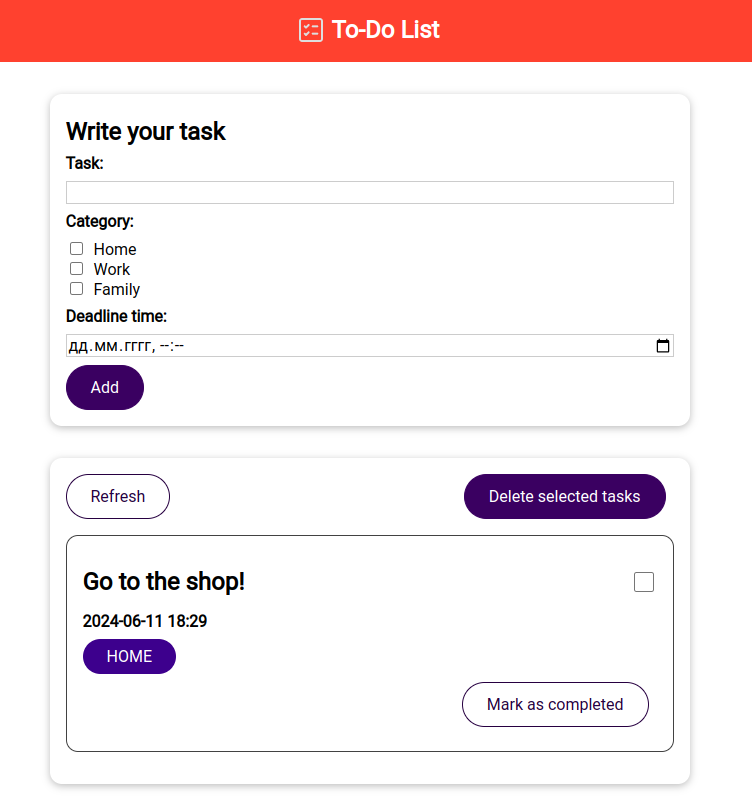 To-Do List
Write your task
Task:
Category:
Home
Work
Family
Deadline time:
дд.мм.гггг, --:--
Add
Refresh
Delete selected tasks
Go to the shop!
2024-06-11 18:29
HOME
Mark as completed